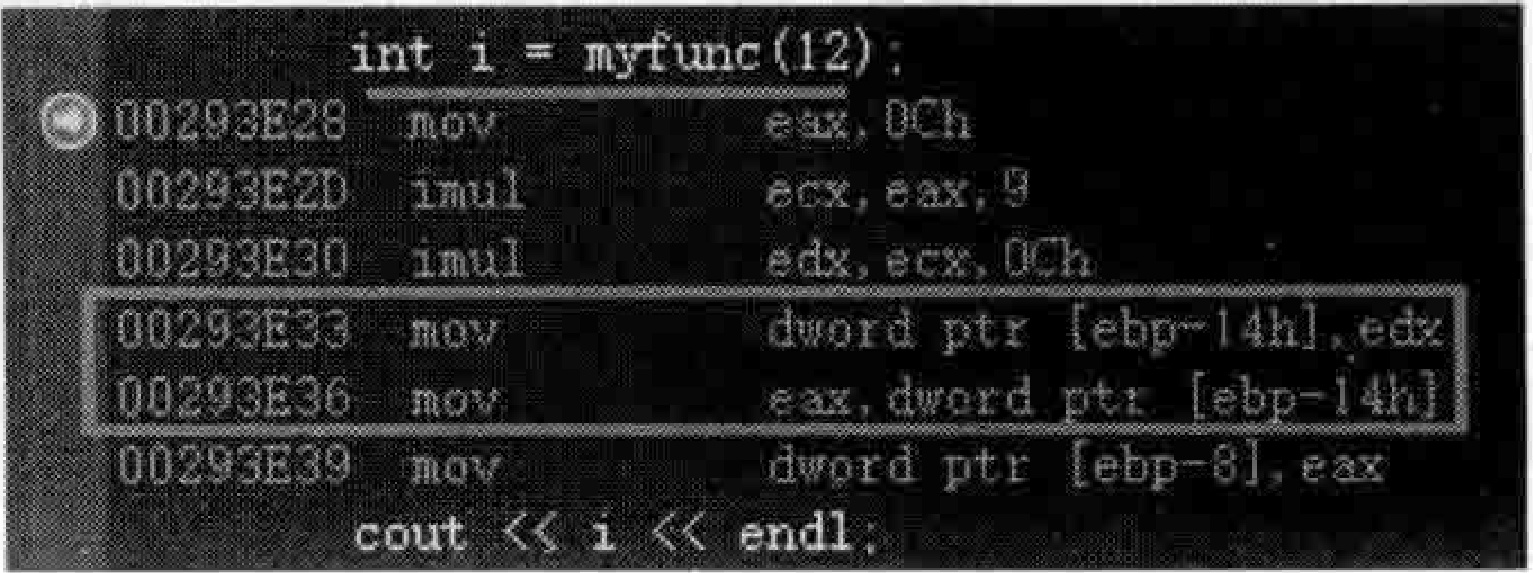 int i = myfunc(12);
00293E28 mov eax,0Ch
00293E2D imul ecx,eax,9
00293E30 imul edx,ecx,0Ch
00293E33 mov dword ptr [ebp-14h],edx
00293E36 mov eax,dword ptr [ebp-14h]
00293E39 mov dword ptr [ebp-8],eax
cout << i << endl;